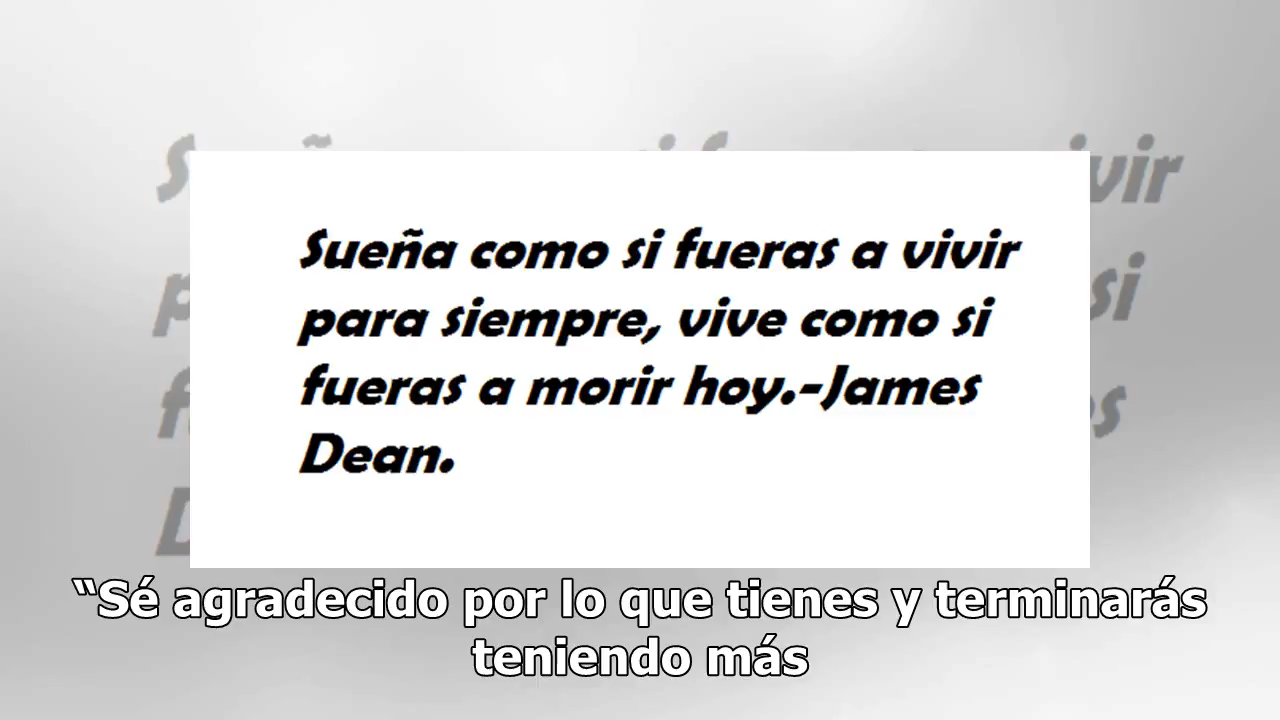 Sueña como si fueras a vivir
para siempre, vive como si
fueras a morir hoy.-James
Dean.
“Sé agradecido por lo que tienes y terminarás
teniendo más